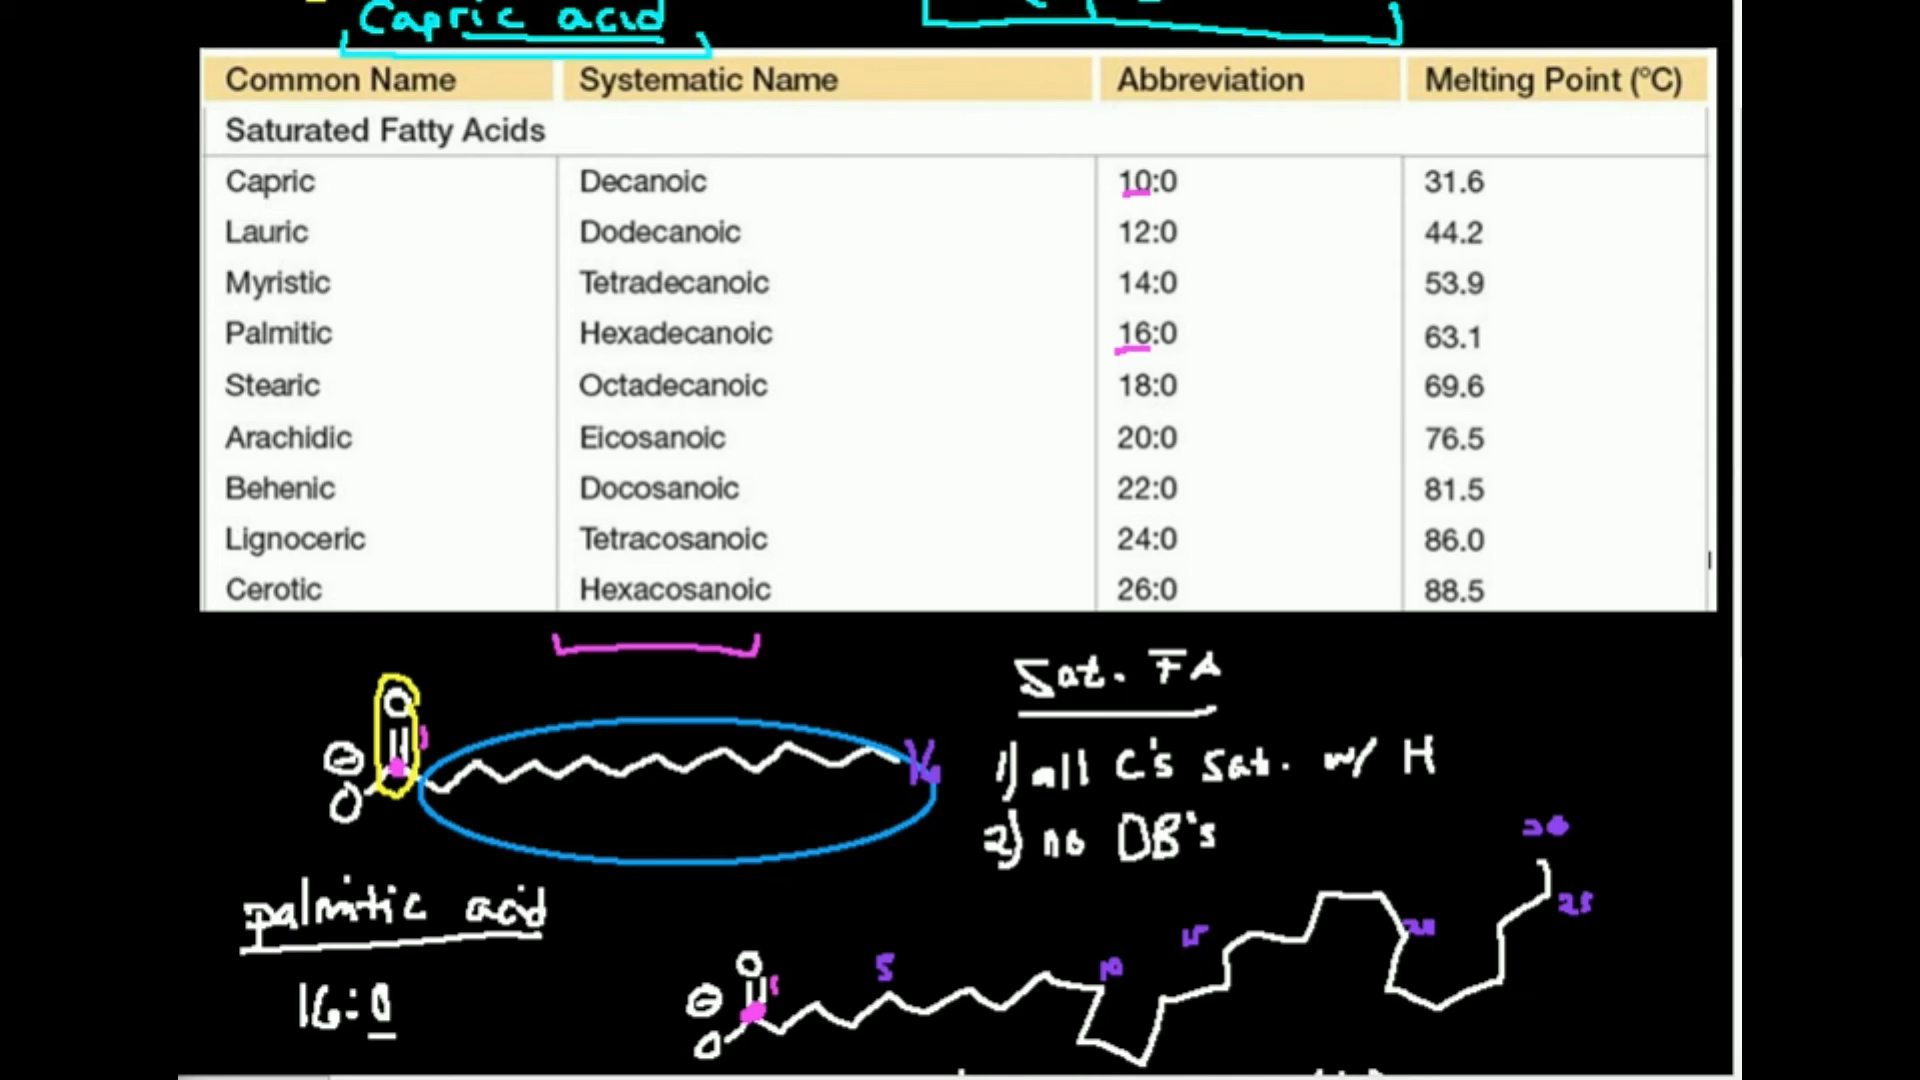 Capric acid
Common Name Systematic Name Abbreviation Melting Point (°C)
Saturated Fatty Acids
Capric Decanoic 10:0 31.6
Lauric Dodecanoic 12:0 44.2
Myristic Tetradecanoic 14:0 53.9
Palmitic Hexadecanoic 16:0 63.1
Stearic Octadecanoic 18:0 69.6
Arachidic Eicosanoic 20:0 76.5
Behenic Docosanoic 22:0 81.5
Lignoceric Tetracosanoic 24:0 86.0
Cerotic Hexacosanoic 26:0 88.5
Sat. FA
O
1
⊖
O
16
1) all C's sat. w/ H
2) no DB's
palmitic acid
16:0
26
25
20
15
10
5
O
1
⊖
O